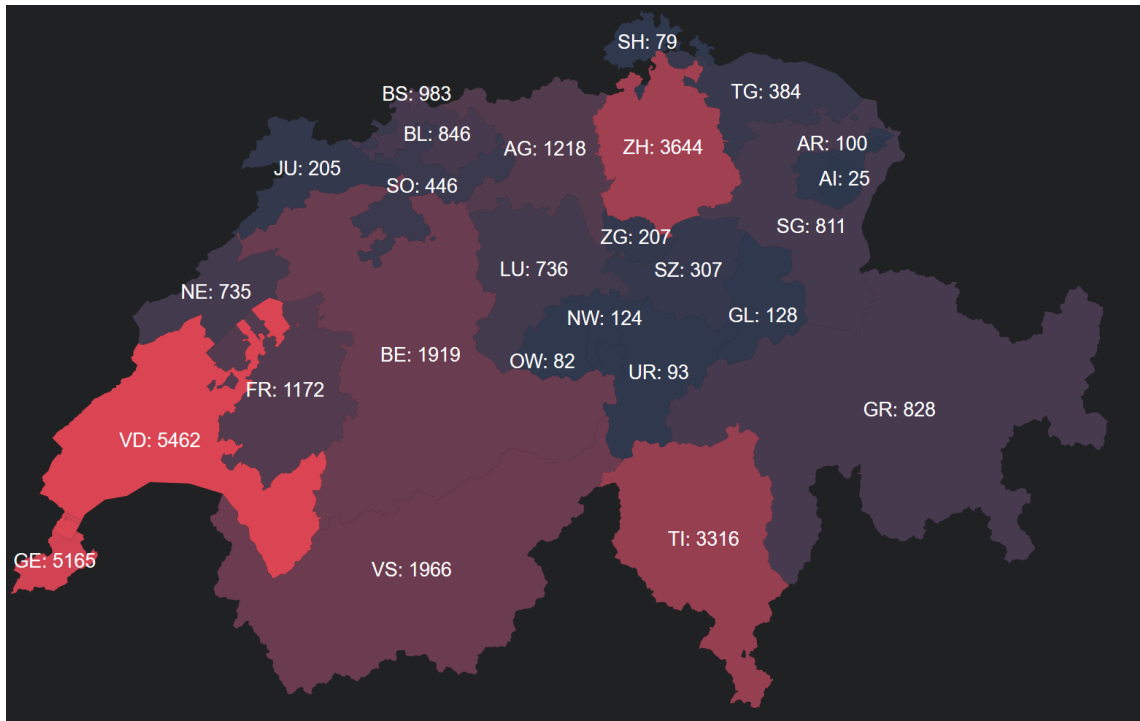 SH: 79
BS: 983
TG: 384
BL: 846
AG: 1218
ZH: 3644
AR: 100
JU: 205
SO: 446
AI: 25
SG: 811
ZG: 207
LU: 736
SZ: 307
NE: 735
NW: 124
GL: 128
BE: 1919
OW: 82
UR: 93
FR: 1172
GR: 828
VD: 5462
TI: 3316
GE: 5165
VS: 1966